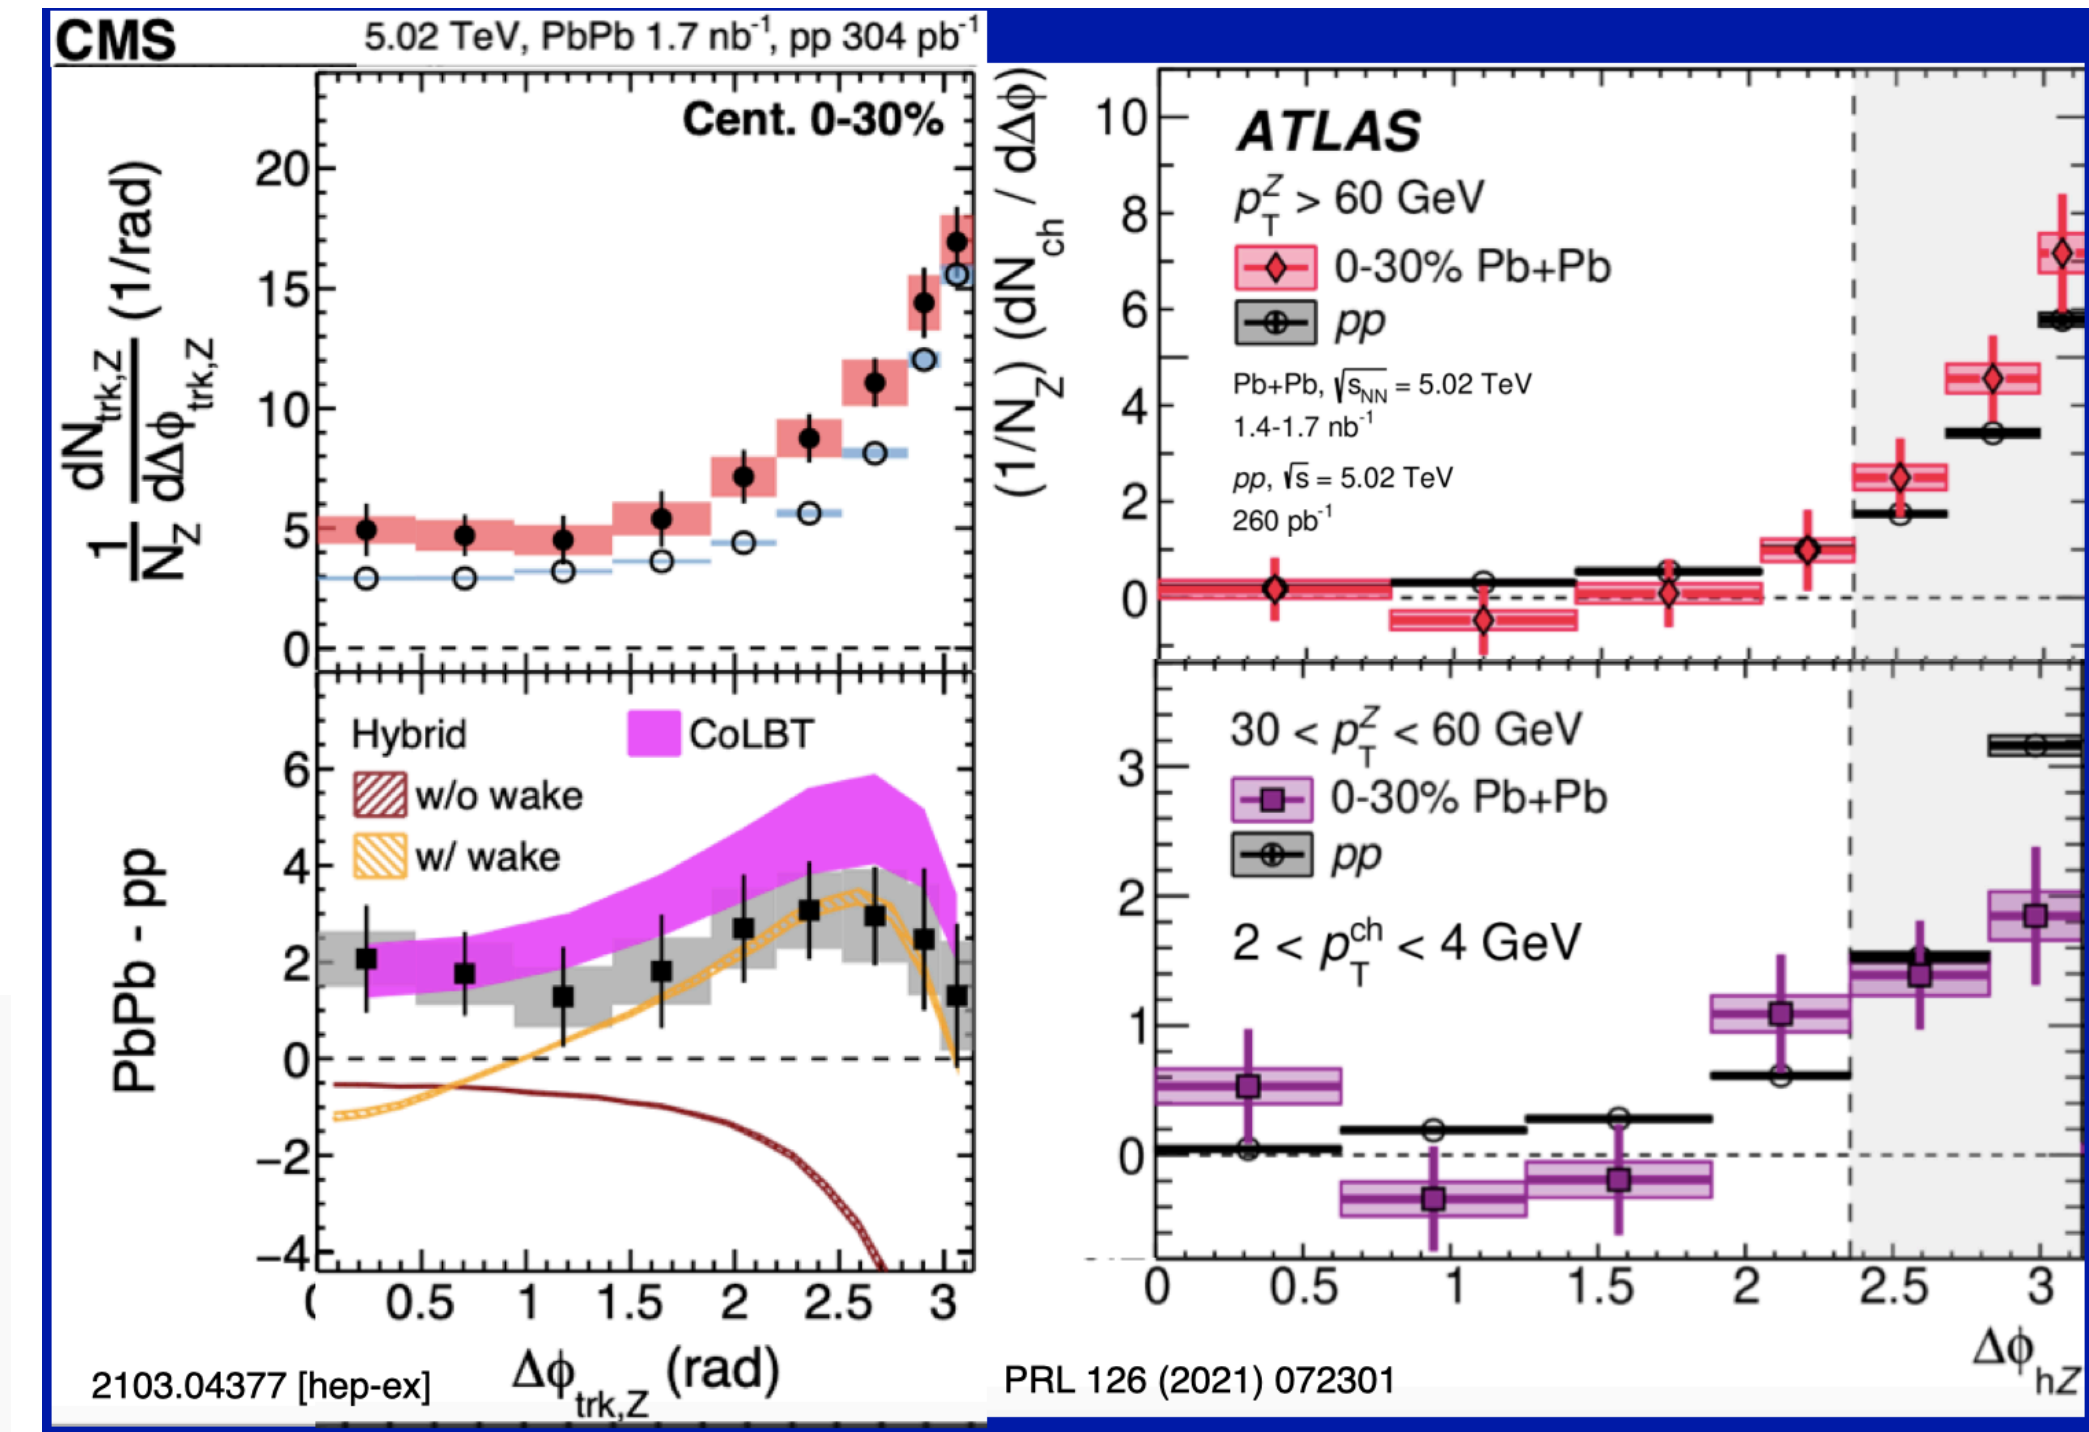 CMS
5.02 TeV, PbPb 1.7 nb-1, pp 304 pb-1
Cent. 0-30%
1/NZ dNtrk,Z/dΔϕtrk,Z (1/rad)
20
15
10
5
0
Hybrid
w/o wake
w/ wake
CoLBT
PbPb - pp
6
4
2
0
−2
−4
0.5 1 1.5 2 2.5 3
Δϕtrk,Z (rad)
2103.04377 [hep-ex]
(1/NZ) (dNch / dΔϕ)
10
8
6
4
2
0
ATLAS
pTZ > 60 GeV
0-30% Pb+Pb
pp
Pb+Pb, √sNN = 5.02 TeV
1.4-1.7 nb-1
pp, √s = 5.02 TeV
260 pb-1
3
2
1
0
30 < pTZ < 60 GeV
0-30% Pb+Pb
pp
2 < pTch < 4 GeV
0 0.5 1 1.5 2 2.5 3
ΔϕhZ
PRL 126 (2021) 072301